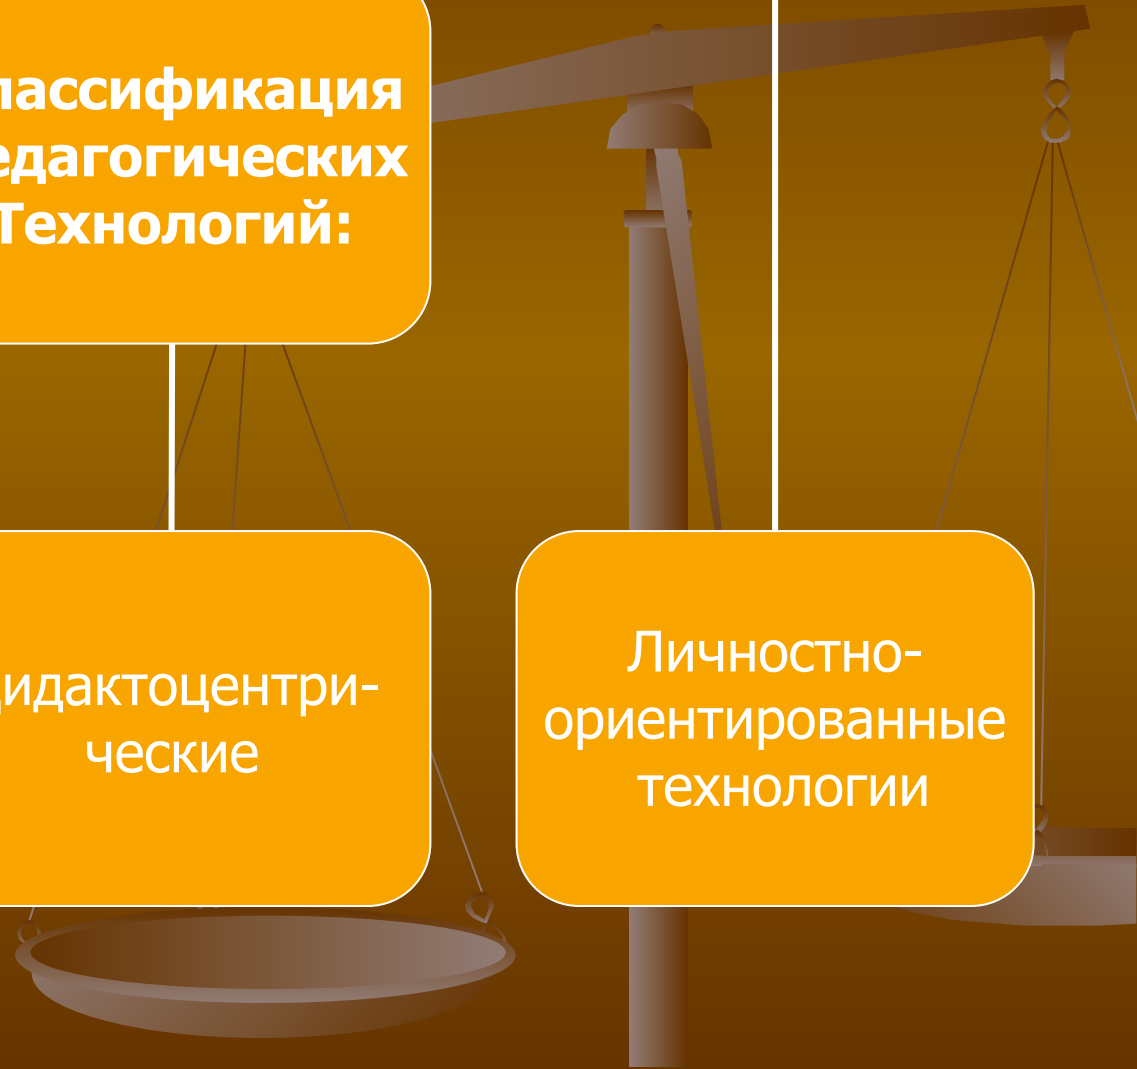 лассификация
едагогических
Технологий:
идактоцентри-
ческие
Личностно-
ориентированные
технологии